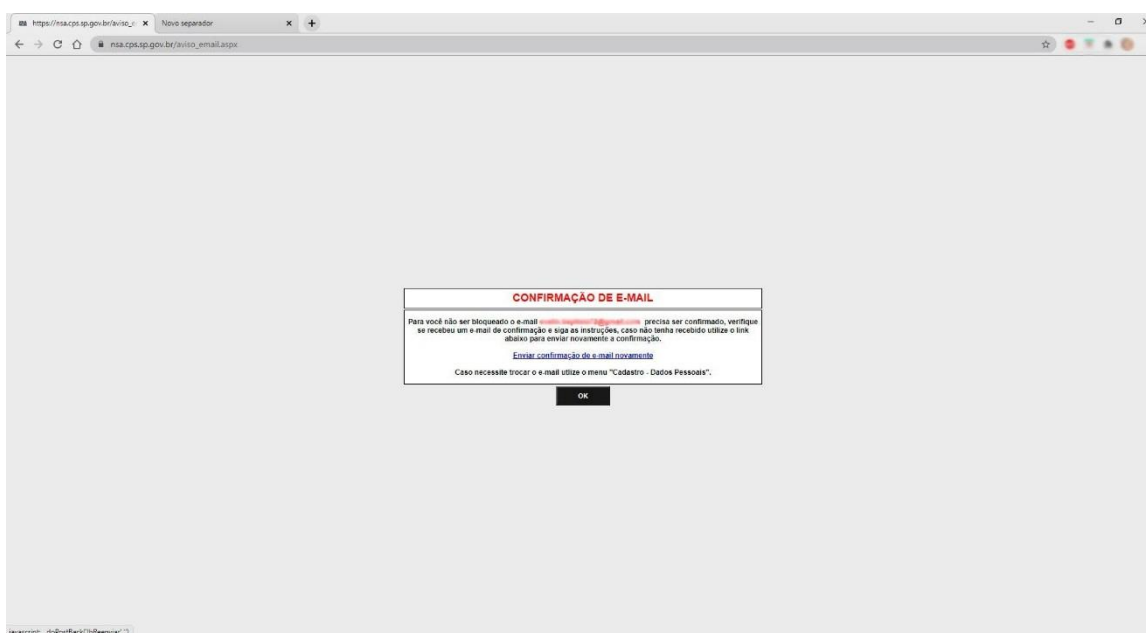 https://nsa.cps.sp.gov.br/aviso_e
Novo separador
nsa.cps.sp.gov.br/aviso_email.aspx
CONFIRMAÇÃO DE E-MAIL
Para você não ser bloqueado o e-mail precisa ser confirmado, verifique
se recebeu um e-mail de confirmação e siga as instruções, caso não tenha recebido utilize o link
abaixo para enviar novamente a confirmação.
Enviar confirmação de e-mail novamente
Caso necessite trocar o e-mail utlize o menu "Cadastro - Dados Pessoais".
OK